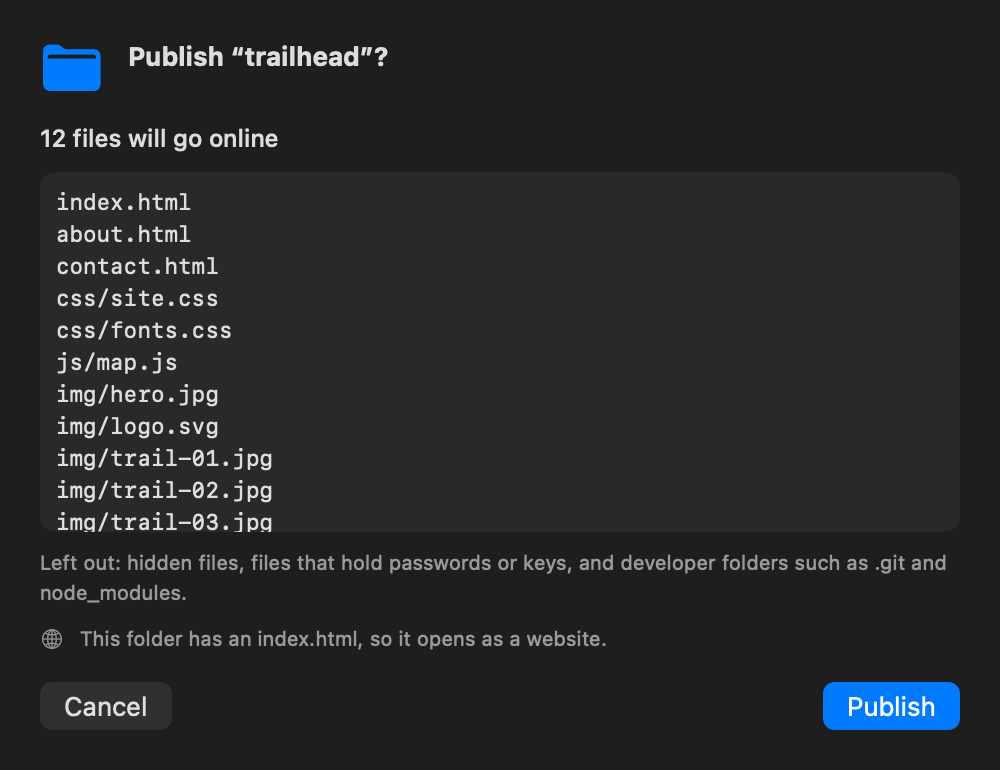 Publish “trailhead”?
12 files will go online
index.html
about.html
contact.html
css/site.css
css/fonts.css
js/map.js
img/hero.jpg
img/logo.svg
img/trail-01.jpg
img/trail-02.jpg
img/trail-03.jpg
Left out: hidden files, files that hold passwords or keys, and developer folders such as .git and
node_modules.
This folder has an index.html, so it opens as a website.
Cancel
Publish